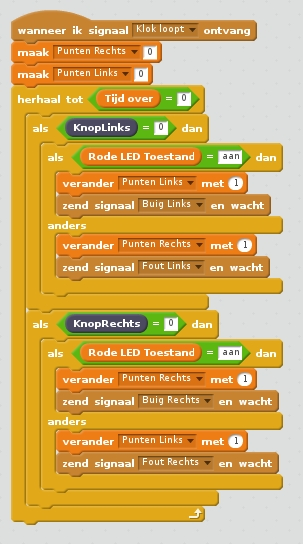 wanneer ik signaal Klok loopt ontvang
maak Punten Rechts 0
maak Punten Links 0
herhaal tot Tijd over = 0
als KnopLinks = 0 dan
als Rode LED Toestand = aan dan
verander Punten Links met 1
zend signaal Buig Links en wacht
anders
verander Punten Rechts met 1
zend signaal Fout Links en wacht
als KnopRechts = 0 dan
als Rode LED Toestand = aan dan
verander Punten Rechts met 1
zend signaal Buig Rechts en wacht
anders
verander Punten Links met 1
zend signaal Fout Rechts en wacht